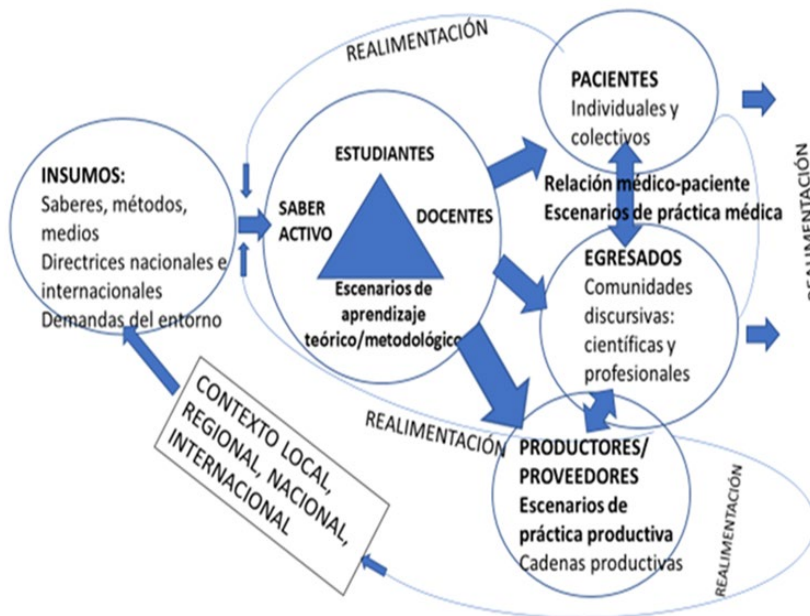 REALIMENTACIÓN
PACIENTES
Individuales y
colectivos
INSUMOS:
Saberes, métodos,
medios
Directrices nacionales e
internacionales
Demandas del entorno
ESTUDIANTES
SABER
ACTIVO
DOCENTES
Escenarios de
aprendizaje
teórico/metodológico
Relación médico-paciente
Escenarios de práctica médica
REALIMENTACIÓN
EGRESADOS
Comunidades
discursivas:
científicas y
profesionales
CONTEXTO LOCAL,
REGIONAL, NACIONAL,
INTERNACIONAL
REALIMENTACIÓN
PRODUCTORES/
PROVEEDORES
Escenarios de
práctica productiva
Cadenas productivas
REALIMENTACIÓN